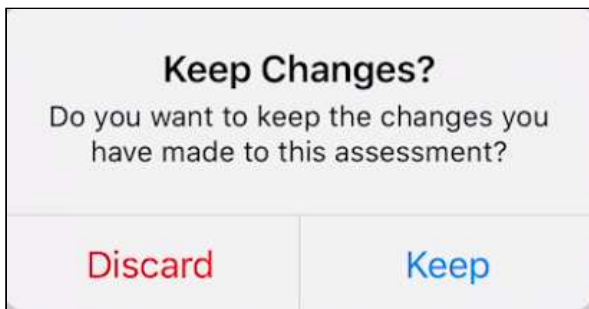 Keep Changes?
Do you want to keep the changes you
have made to this assessment?
Discard Keep